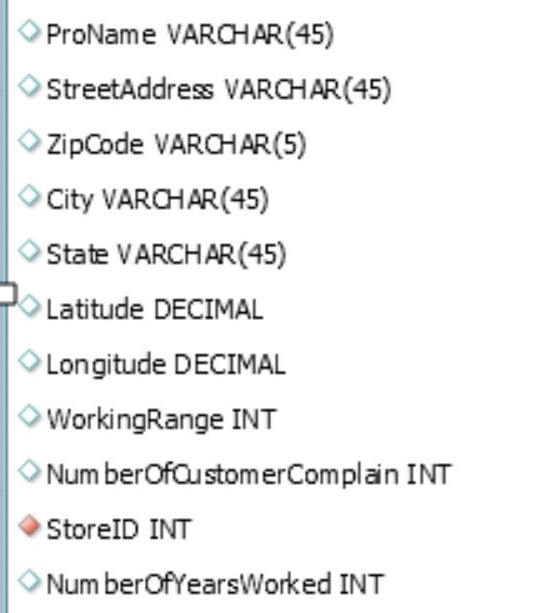 ProName VARCHAR(45)
StreetAddress VARCHAR(45)
ZipCode VARCHAR(5)
City VARCHAR(45)
State VARCHAR(45)
Latitude DECIMAL
Longitude DECIMAL
WorkingRange INT
NumberOfCustomerComplain INT
StoreID INT
NumberOfYearsWorked INT